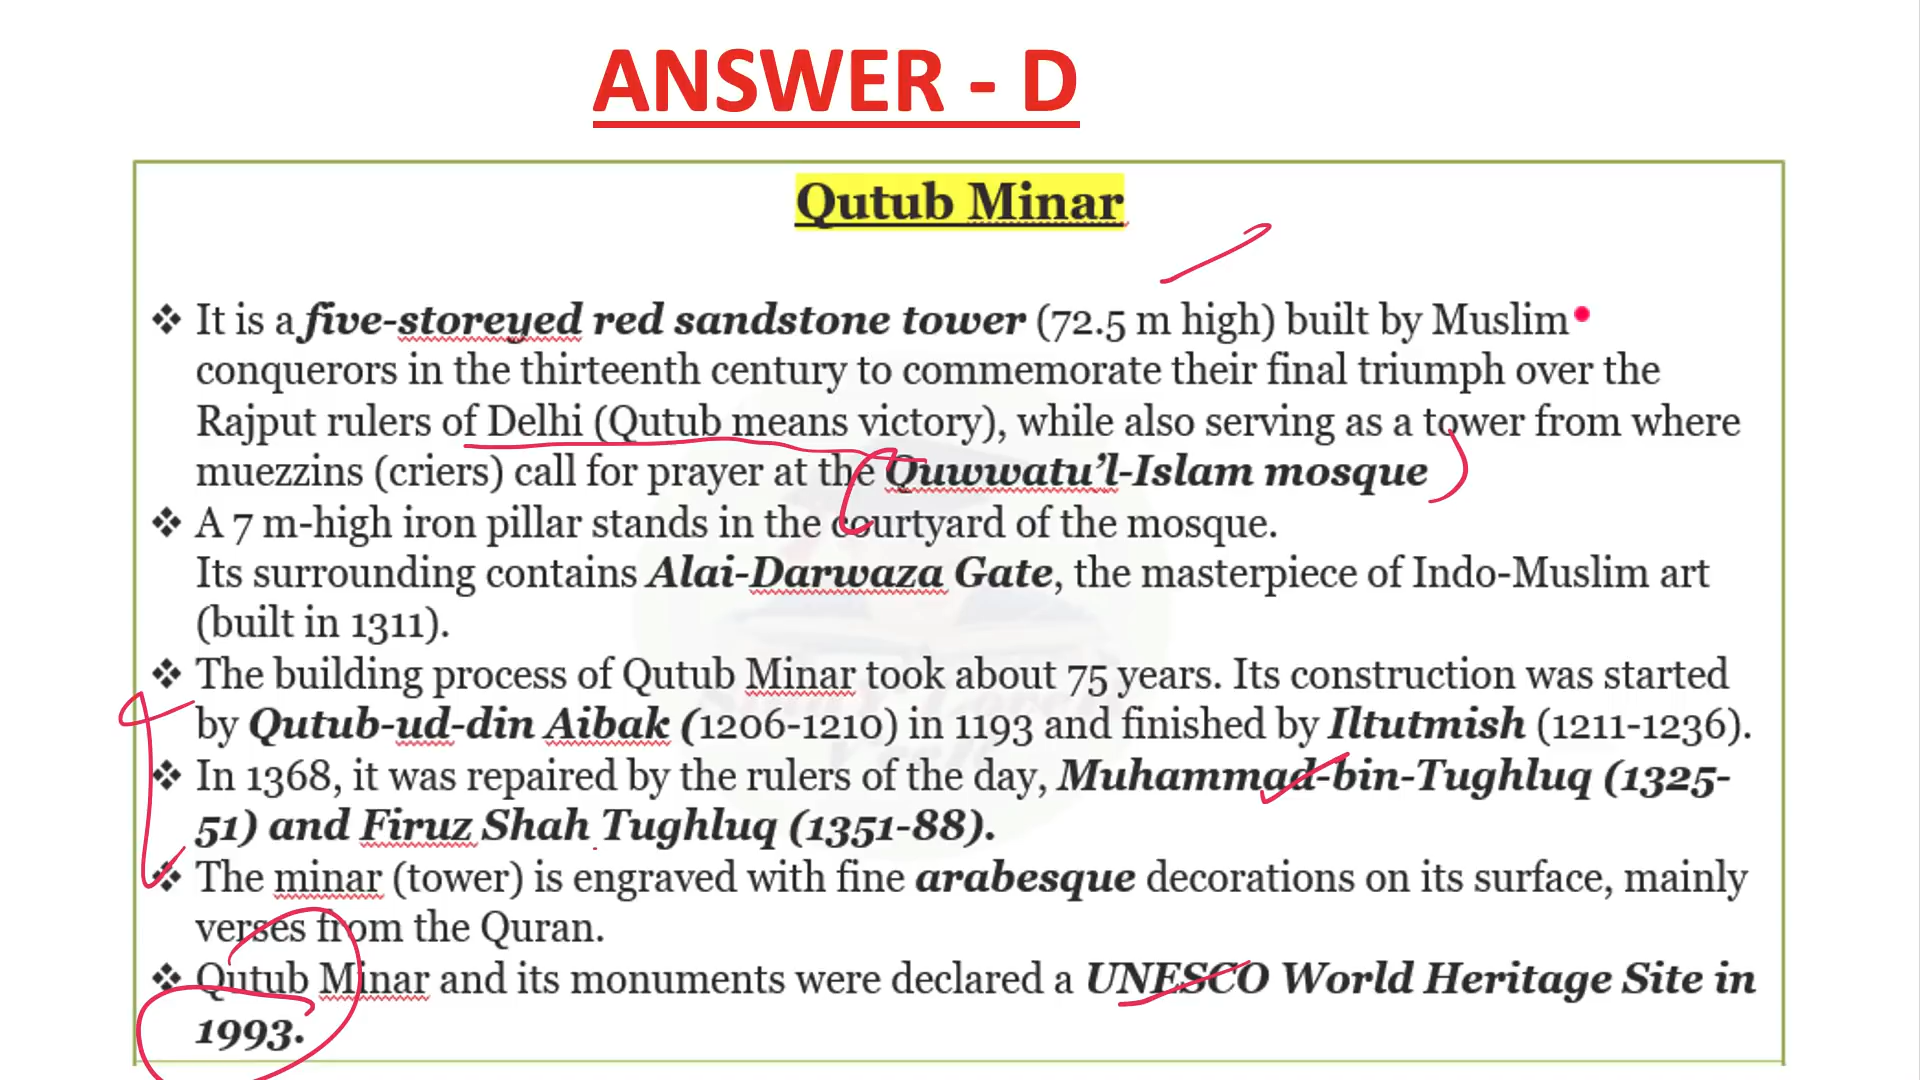 ANSWER - D
Qutub Minar
❖ It is a five-storeyed red sandstone tower (72.5 m high) built by Muslim
conquerors in the thirteenth century to commemorate their final triumph over the
Rajput rulers of Delhi (Qutub means victory), while also serving as a tower from where
muezzins (criers) call for prayer at the Quwwatu’l-Islam mosque
❖ A 7 m-high iron pillar stands in the courtyard of the mosque.
Its surrounding contains Alai-Darwaza Gate, the masterpiece of Indo-Muslim art
(built in 1311).
❖ The building process of Qutub Minar took about 75 years. Its construction was started
by Qutub-ud-din Aibak (1206-1210) in 1193 and finished by Iltutmish (1211-1236).
❖ In 1368, it was repaired by the rulers of the day, Muhammad-bin-Tughluq (1325-
51) and Firuz Shah Tughluq (1351-88).
❖ The minar (tower) is engraved with fine arabesque decorations on its surface, mainly
verses from the Quran.
❖ Qutub Minar and its monuments were declared a UNESCO World Heritage Site in
1993.